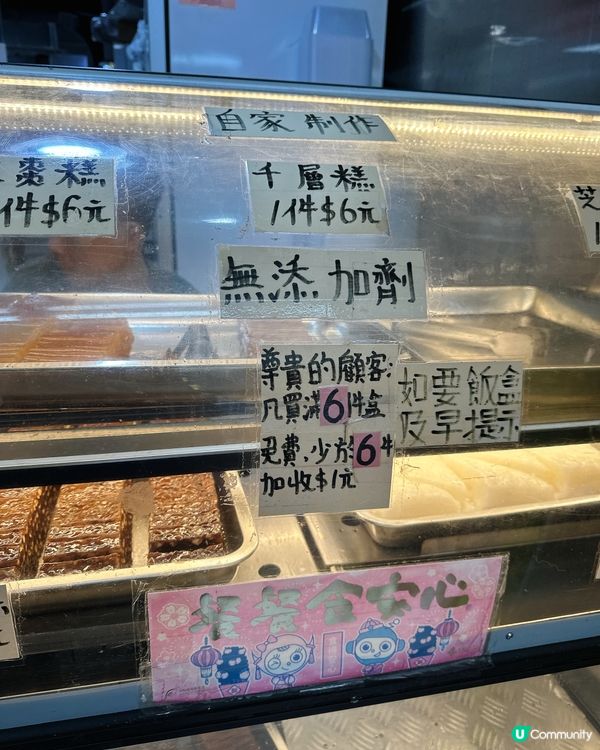 自家制作
棗糕
1件$6元
千層糕
1件$6元
芝
無添加劑
尊貴的顧客:
凡買滿6件盒
免費,少於6件
加收$1元
如要飯盒
及早提示
餐餐食安心
U Community